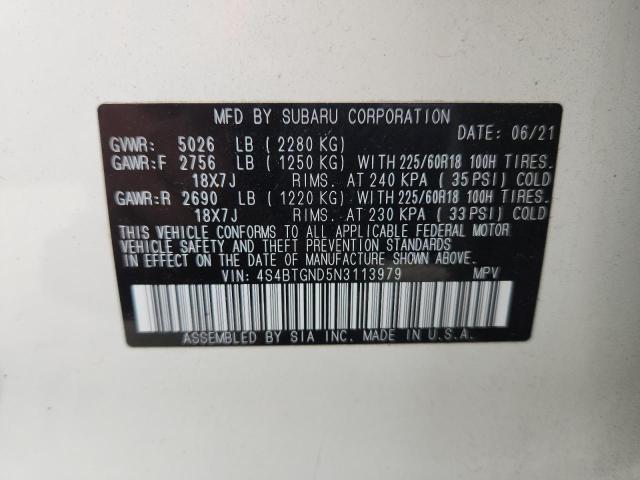 MFD BY SUBARU CORPORATION
GVWR: 5026 LB (2280 KG) DATE: 06/21
GAWR:F 2756 LB (1250 KG) WITH 225/60R18 100H TIRES.
18X7J RIMS. AT 240 KPA (35 PSI) COLD
GAWR:R 2690 LB (1220 KG) WITH 225/60R18 100H TIRES.
18X7J RIMS. AT 230 KPA (33 PSI) COLD
THIS VEHICLE CONFORMS TO ALL APPLICABLE FEDERAL MOTOR
VEHICLE SAFETY AND THEFT PREVENTION STANDARDS
IN EFFECT ON THE DATE OF MANUFACTURE SHOWN ABOVE.
VIN: 4S4BTGND5N3113979 MPV
ASSEMBLED BY SIA INC. MADE IN U.S.A.